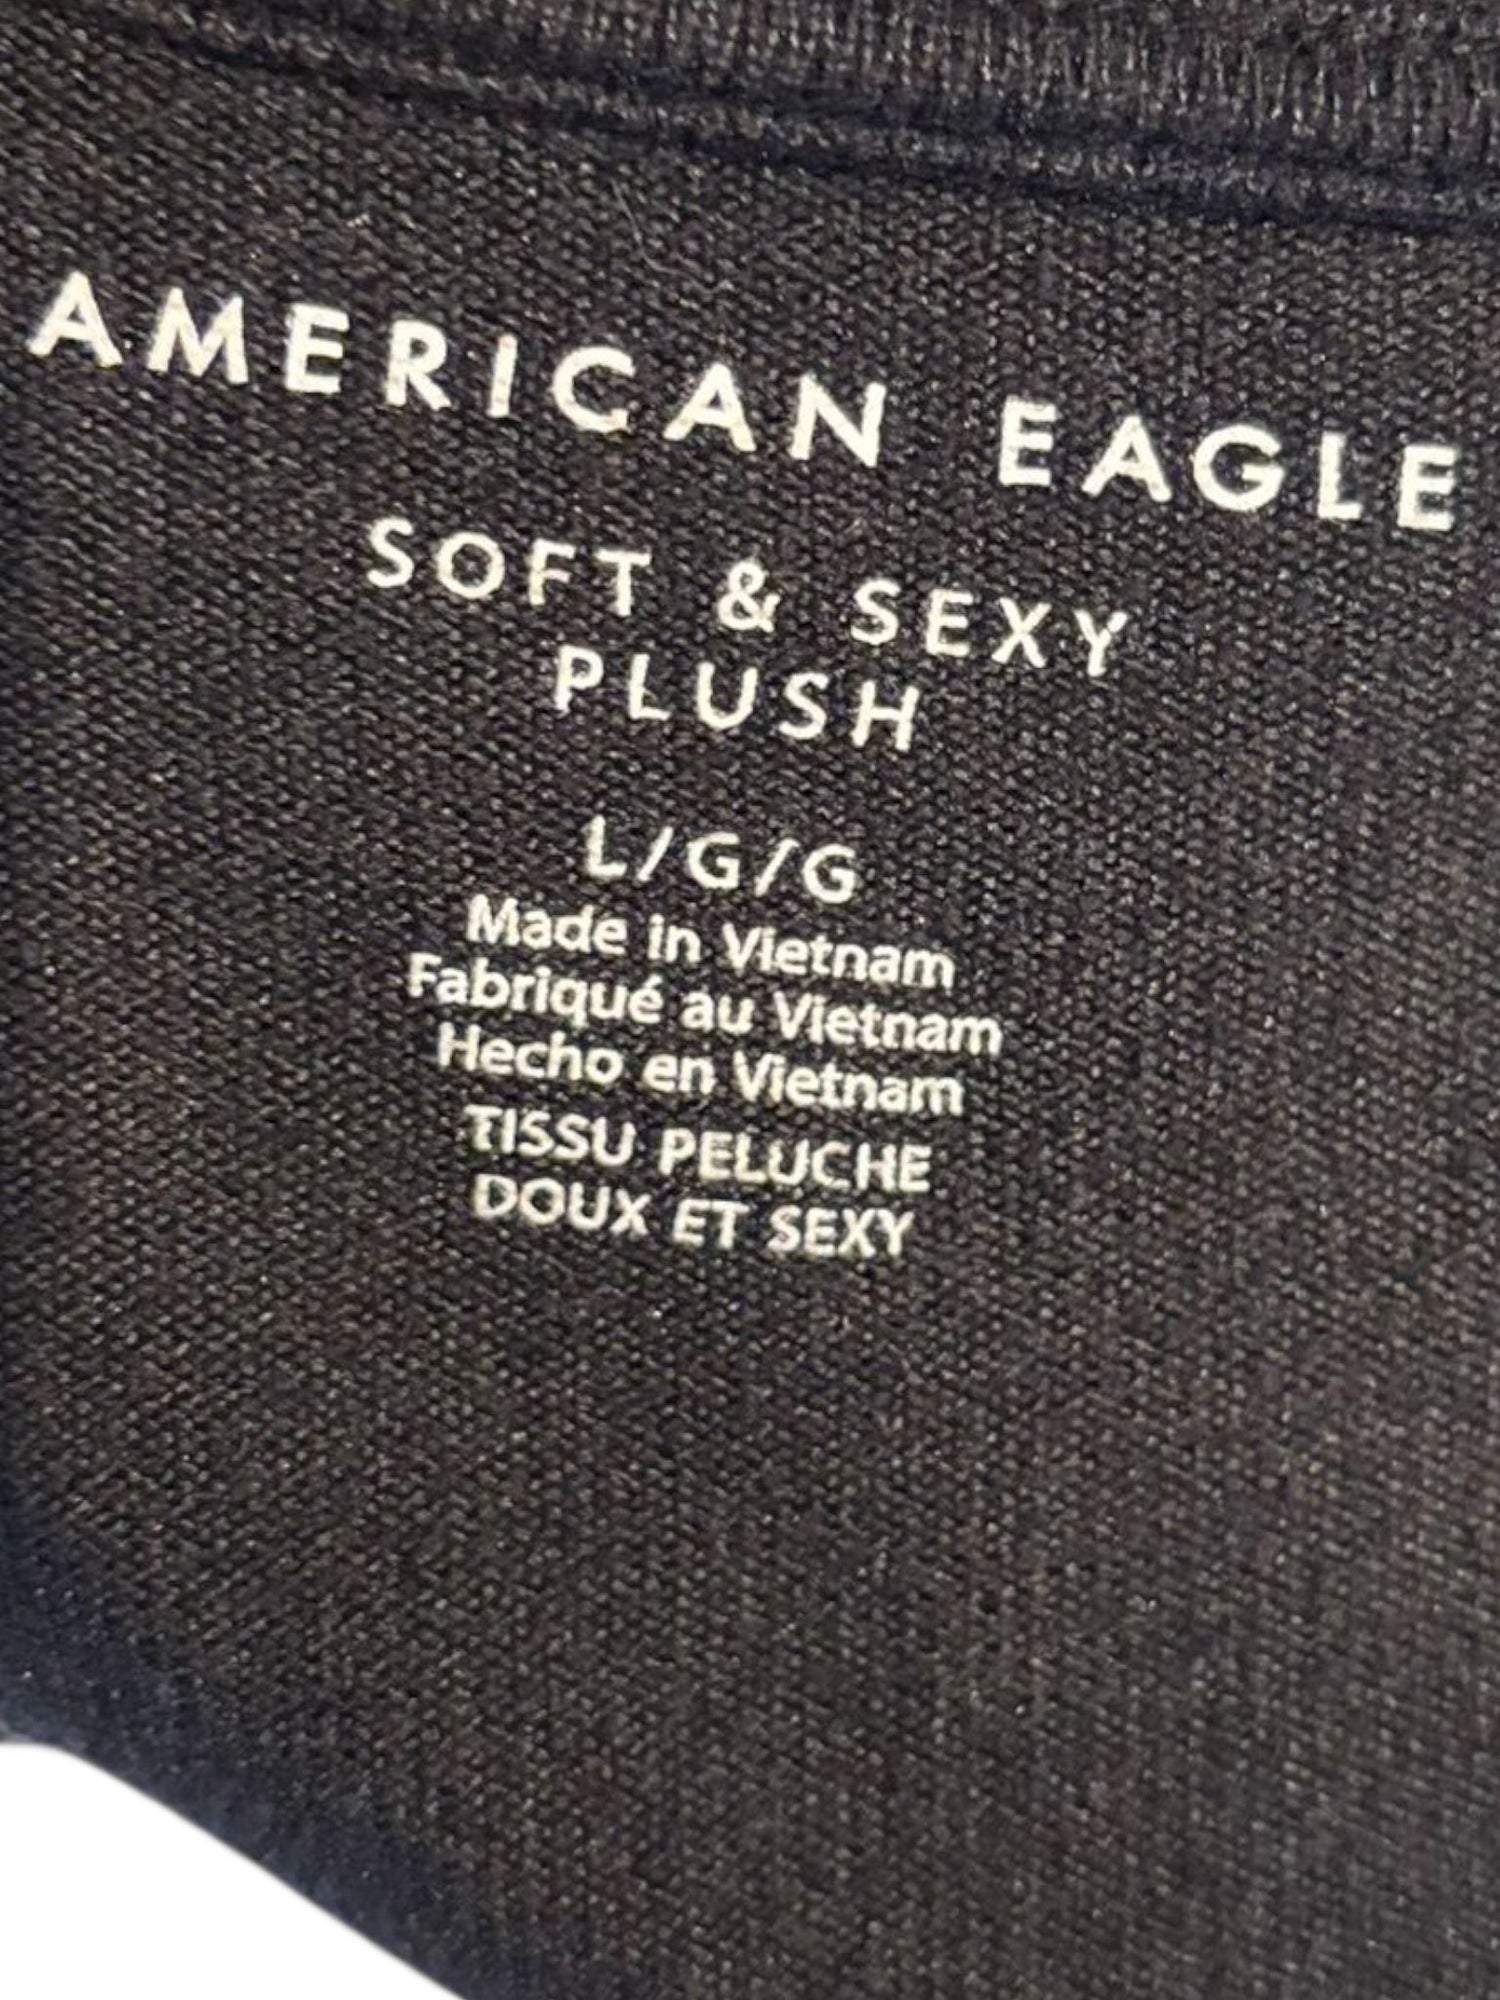 AMERICAN EAGLE
SOFT & SEXY
PLUSH
L/G/G
Made in Vietnam
Fabriqué au Vietnam
Hecho en Vietnam
TISSU PELUCHE
DOUX ET SEXY